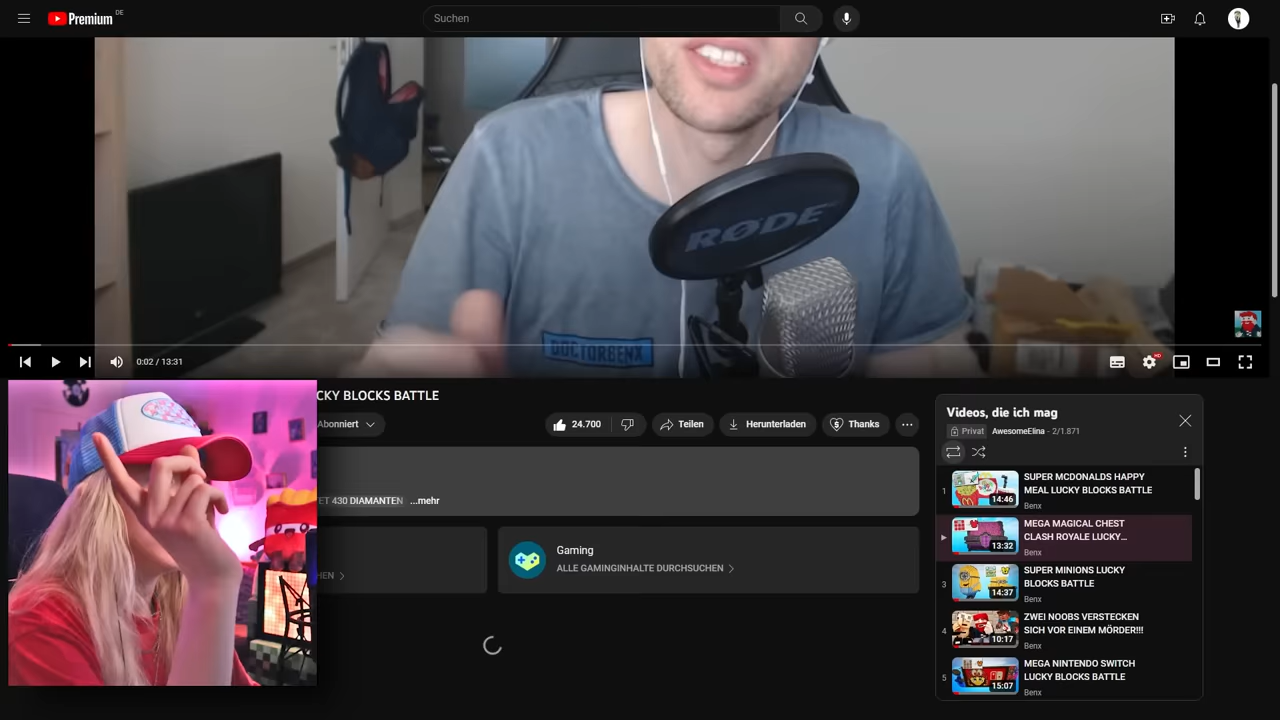 Premium DE
Suchen
RØDE
DOCTORBENX
0:02 / 13:31
HD
CKY BLOCKS BATTLE
Abonniert
24.700
Teilen
Herunterladen
Thanks
ET 430 DIAMANTEN ...mehr
HEN
Gaming
ALLE GAMINGINHALTE DURCHSUCHEN
Videos, die ich mag
Privat AwesomeElina - 2/1.871
1
14:46
SUPER MCDONALDS HAPPY
MEAL LUCKY BLOCKS BATTLE
Benx
13:32
MEGA MAGICAL CHEST
CLASH ROYALE LUCKY...
Benx
3
14:37
SUPER MINIONS LUCKY
BLOCKS BATTLE
Benx
4
10:17
ZWEI NOOBS VERSTECKEN
SICH VOR EINEM MÖRDER!!!
Benx
5
15:07
MEGA NINTENDO SWITCH
LUCKY BLOCKS BATTLE
Benx